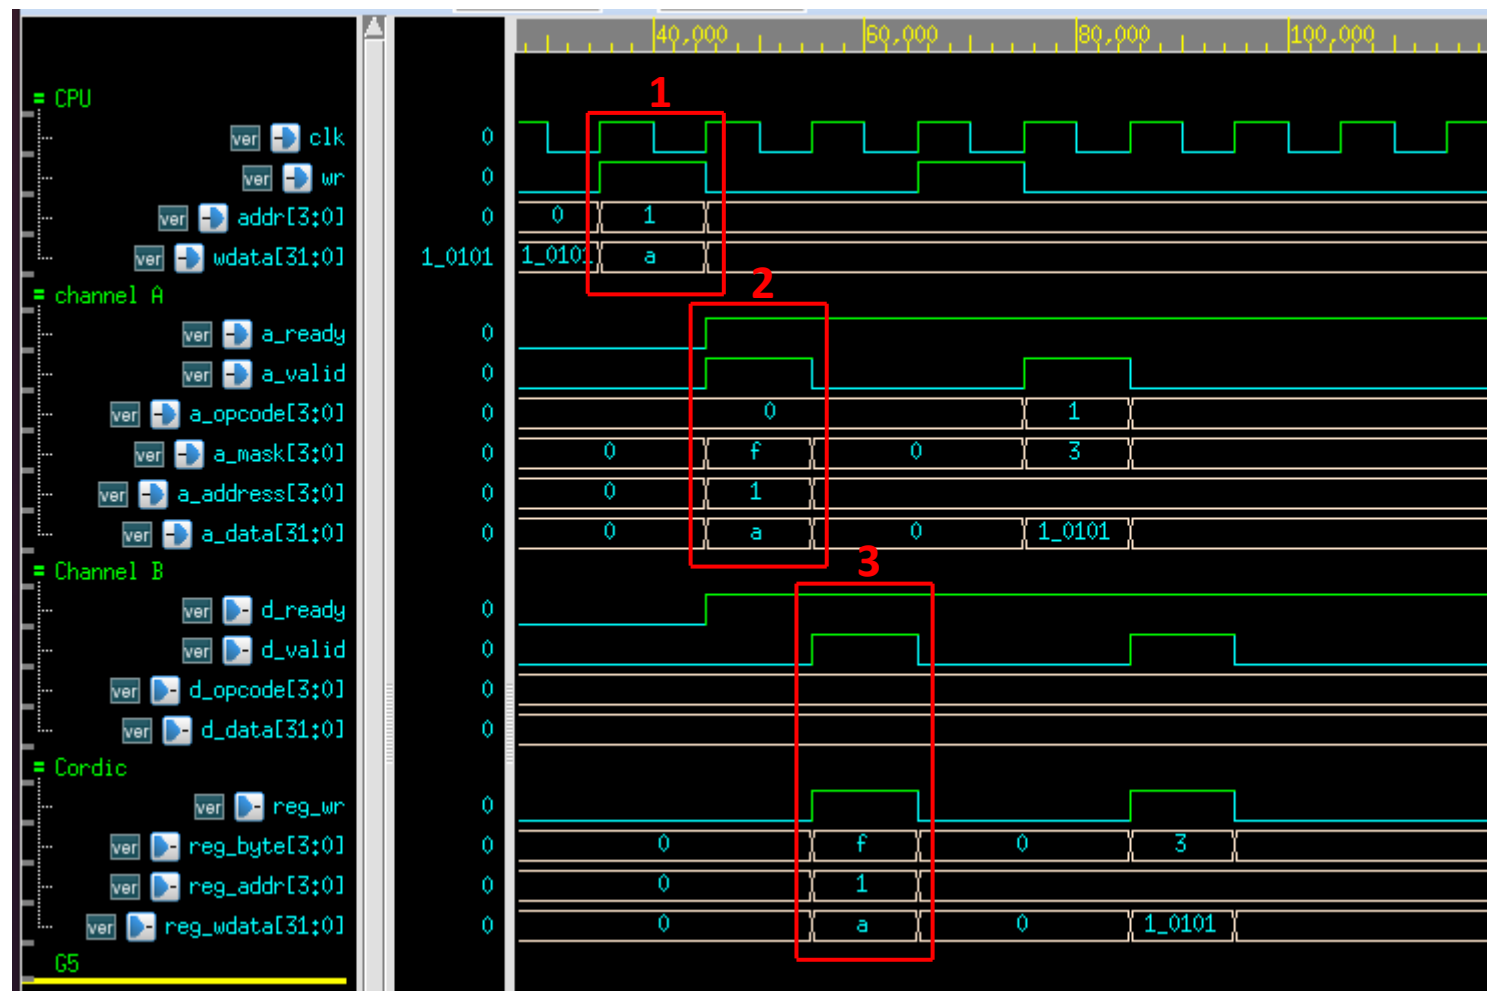 40,000 60,000 80,000 100,000
= CPU
1
ver clk 0
ver wr 0
ver addr[3:0] 0 0 1
ver wdata[31:0] 1_0101 1_0101 a
= channel A
2
ver a_ready 0
ver a_valid 0
ver a_opcode[3:0] 0 0 1
ver a_mask[3:0] 0 0 f 0 3
ver a_address[3:0] 0 0 1
ver a_data[31:0] 0 0 a 0 1_0101
= Channel B
3
ver d_ready 0
ver d_valid 0
ver d_opcode[3:0] 0
ver d_data[31:0] 0
= Cordic
ver reg_wr 0
ver reg_byte[3:0] 0 0 f 0 3
ver reg_addr[3:0] 0 0 1
ver reg_wdata[31:0] 0 0 a 0 1_0101
G5